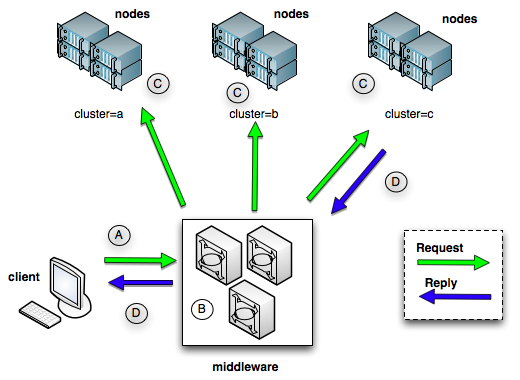 nodes
nodes
nodes
C
C
C
cluster=a
cluster=b
cluster=c
D
A
Request
client
Reply
B
D
middleware